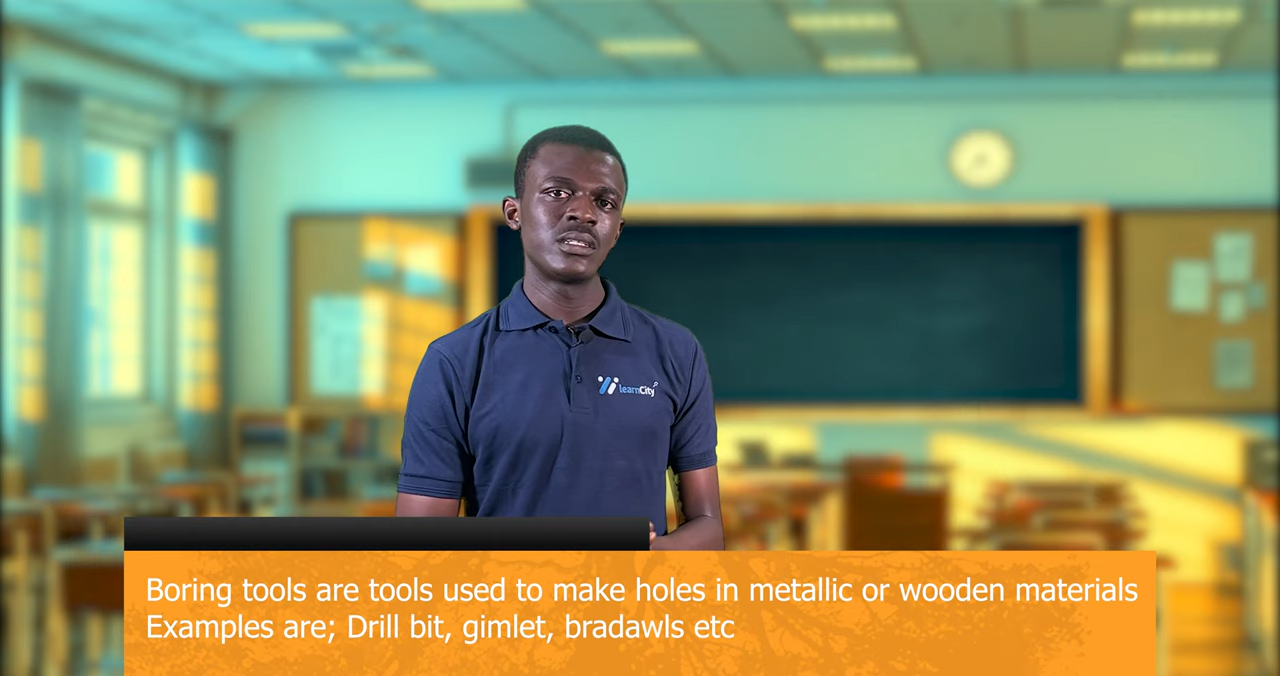 learnCity
Boring tools are tools used to make holes in metallic or wooden materials
Examples are; Drill bit, gimlet, bradawls etc